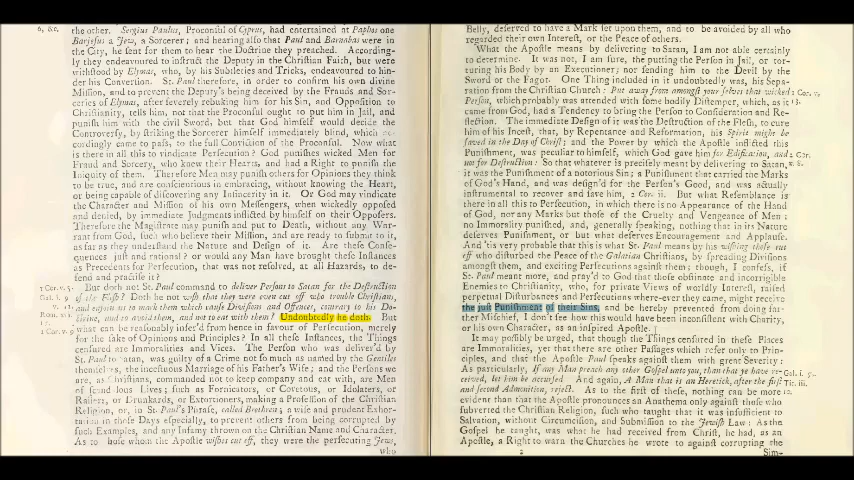 the other. Sergius Paulus, Proconsul of Cyprus, had entertained at Paphos one
6, &c. Barjesus a Jew, a Sorcerer; and hearing also that Paul and Barnabas were in
the City, he sent for them to hear the Doctrine they preached. According-
ly they endeavoured to instruct the Deputy in the Christian Faith, but were
withstood by Elymas, who, by his Subtleties and Tricks, endeavoured to hin-
der his Conviction. St. Paul therefore, in order to confirm his own divine
Mission, and to prevent the Deputy's being deceived by the Frauds and Sor-
ceries of Elymas, after severely rebuking him for his Sin, and Opposition to
Christianity, tells him, not that the Proconsul ought to put him in Jail, and
punish him with the civil Sword, but that God himself would decide the
Controversy, by striking the Sorcerer himself immediately blind, which
cordingly came to pass, to the full Conviction of the Proconsul. Now what
is there in all this to vindicate Persecution? God punishes wicked Men for
Fraud and Sorcery, who knew their Hearts, and had a Right to punish the
Iniquity of them. Therefore Men may punish others for Opinions they think
to be true, and are conscientious in embracing, without knowing the Heart,
or being capable of discovering any Insincerity in it. Or God may vindicate
the Character and Mission of his own Messengers, when wickedly opposed
and denied, by immediate Judgments inflicted by himself on their Opposers.
Therefore the Magistrate may punish and put to Death, without any War-
rant from God, such who believe their Mission, and are ready to submit to it,
as far as they understand the Nature and Design of it. Are these Conse-
quences just and rational? or would any Man have brought these Instances
as Precedents for Persecution, that was not resolved, at all Hazards, to de-
fend and practise it?
1 Cor. v. 5. But doth not St. Paul command to deliver Persons to Satan for the Destruction
Gal. of the Flesh? Doth he not wish that they were even cut off who trouble Christians,
and enjoin us to mark them which cause Divisions and Offences, contrary to his Do-
Rom. ctrine, and to avoid them, and not to eat with them? Undoubtedly he doth. But
1 Cor. v. what can be reasonably infer'd from hence in favour of Persecution, merely
for the sake of Opinions and Principles? In all these Instances, the Things
censured are Immoralities and Vices. The Person who was deliver'd by
St. Paul to Satan, was guilty of a Crime not so much as named by the Gentiles
themselves, the incestuous Marriage of his Father's Wife; and the Persons we
are, as Christians, commanded not to keep company and eat with, are Men
of scandalous Lives; such as Fornicators, or Covetous, or Idolaters, or
Railers, or Drunkards, or Extortioners, making a Profession of the Christian
Religion, or, in St. Paul's Phrase, called Brethren; a wise and prudent Exhor-
tation in those Days especially, to prevent others from being corrupted by
such Examples, and any Infamy thrown on the Christian Name and Character.
As to those whom the Apostle wishes cut off, they were the persecuting Jews,
who
Belly, deserved to have a Mark set upon them, and to be avoided by all who
regarded their own Interest, or the Peace of others.
What the Apostle means by delivering to Satan, I am not able certainly
to determine. It was not, I am sure, the putting the Person in Jail, or tor-
turing his Body by an Executioner; nor sending him to the Devil by the
Sword or the Fagot. One Thing included in it undoubtedly was, his Sepa-
ration from the Christian Church: Put away from amongst your selves that wicked
Person, which probably was attended with some bodily Distemper, which, as it
came from God, had a Tendency to bring the Person to Consideration and Re-
flection. The immediate Design of it was the Destruction of the Flesh, to cure
him of his Incest, that, by Repentance and Reformation, his Spirit might be
saved in the Day of Christ; and the Power by which the Apostle inflicted this
Punishment, was peculiar to himself, which God gave him for Edification, and
not for Destruction: So that whatever is precisely meant by delivering to Satan,
it was the Punishment of a notorious Sin; a Punishment that carried the Marks
of God's Hand, and was design'd for the Person's Good, and was actually
instrumental to recover and save him, 2 Cor. ii. But what Resemblance is
there in all this to Persecution, in which there is no Appearance of the Hand
of God, nor any Marks but those of the Cruelty and Vengeance of Men;
no Immorality punished, and, generally speaking, nothing that in its Nature
deserves Punishment, or but what deserves Encouragement and Applause.
And 'tis very probable that this is what St. Paul means by his wishing those cut
off who disturbed the Peace of the Galatian Christians, by spreading Divisions
amongst them, and exciting Persecutions against them; though, I confess, if
St. Paul meant more, and pray'd to God that those obstinate and incorrigible
Enemies to Christianity, who, for private Views of worldly Interest, raised
perpetual Disturbances and Persecutions where-ever they came, might receive
the just Punishment of their Sins, and be hereby prevented from doing far-
ther Mischief, I don't see how this would have been inconsistent with Charity,
or his own Character, as an inspired Apostle.
It may possibly be urged, that though the Things censured in these Places
are Immoralities, yet that there are other Passages which refer only to Prin-
ciples, and that the Apostle Paul speaks against with great Severity: As
As particularly, If any Man preach any other Gospel unto you, than that ye have re- Gal. i.
ceived, let him be accursed. And again, A Man that is an Heretick, after the first Tit. iii.
and second Admonition, reject. As to the first of these, nothing can be more
evident than that the Apostle pronounces an Anathema only against those who
subverted the Christian Religion, such who taught that it was insufficient to
Salvation, without Circumcision, and Submission to the Jewish Law: As the
Gospel he taught, was what he had received from Christ, he had, as an
Apostle, a Right to warn the Churches he wrote to against corrupting the
Sim-